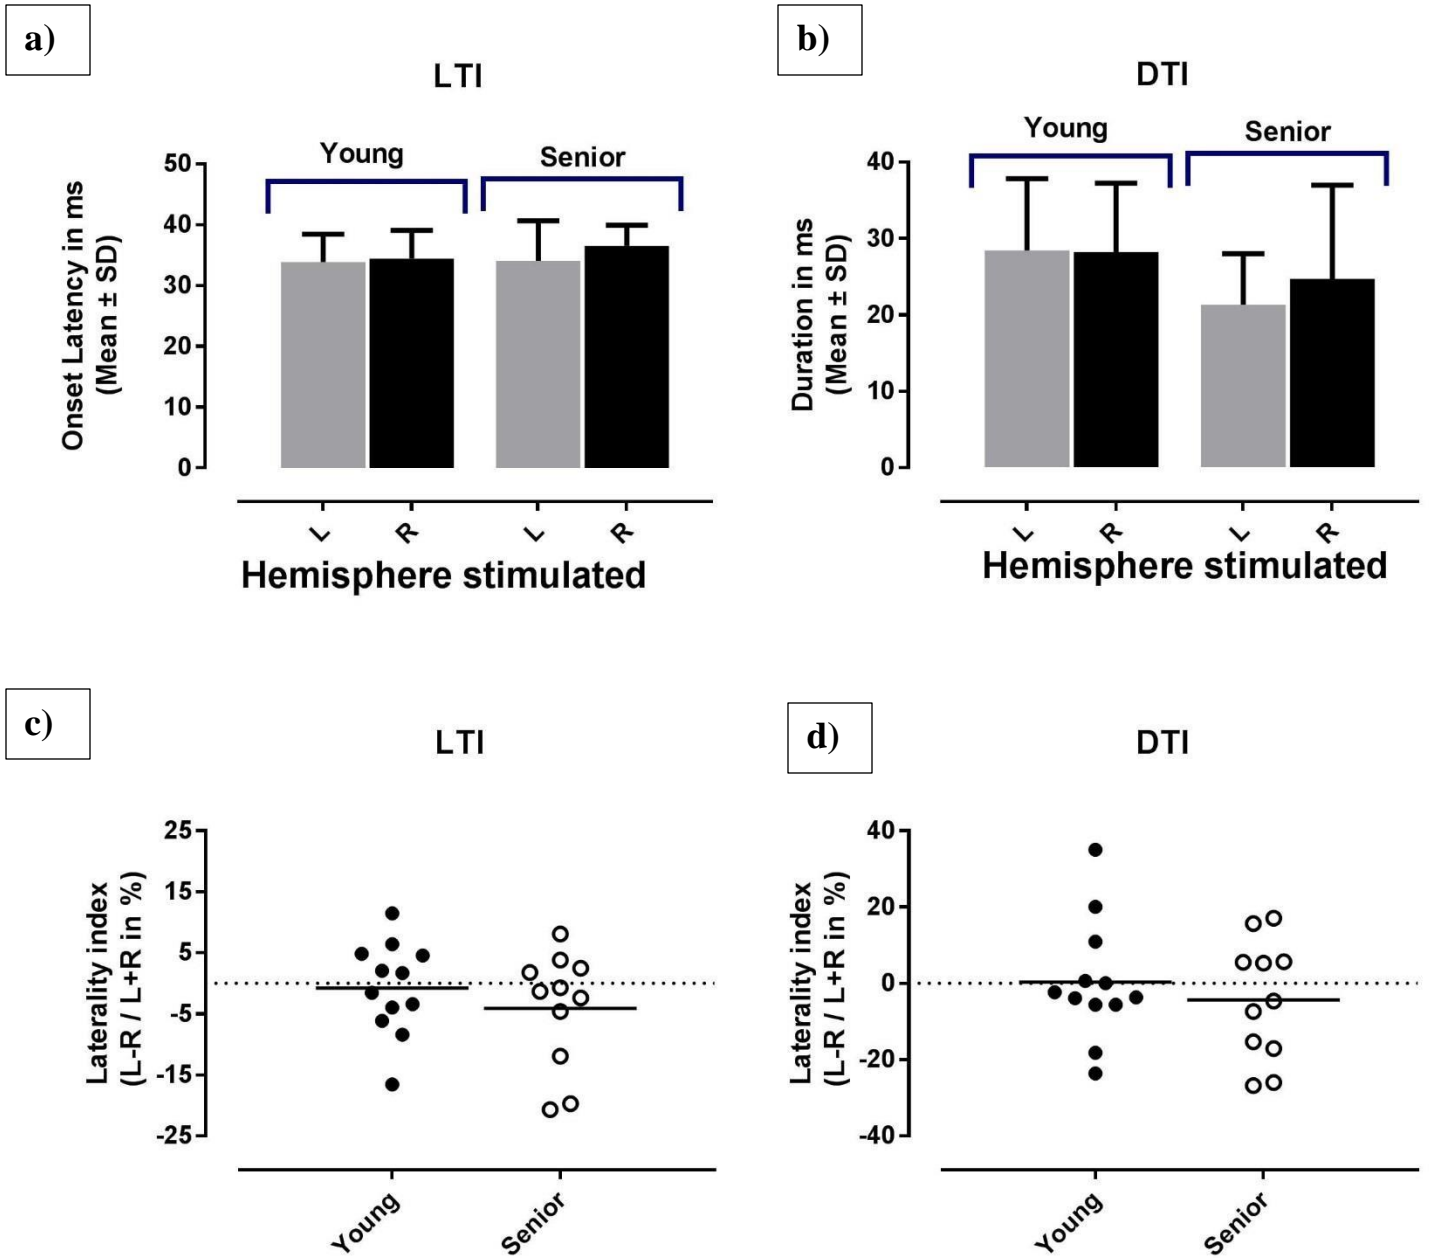 a)
LTI
Young
Senior
50
40
30
20
10
0
Onset Latency in ms
(Mean ± SD)
L
R
L
R
Hemisphere stimulated
b)
DTI
Young
Senior
40
30
20
10
0
Duration in ms
(Mean ± SD)
L
R
L
R
Hemisphere stimulated
c)
LTI
25
15
5
-5
-15
-25
Laterality index
(L-R / L+R in %)
Young
Senior
d)
DTI
40
20
0
-20
-40
Laterality index
(L-R / L+R in %)
Young
Senior